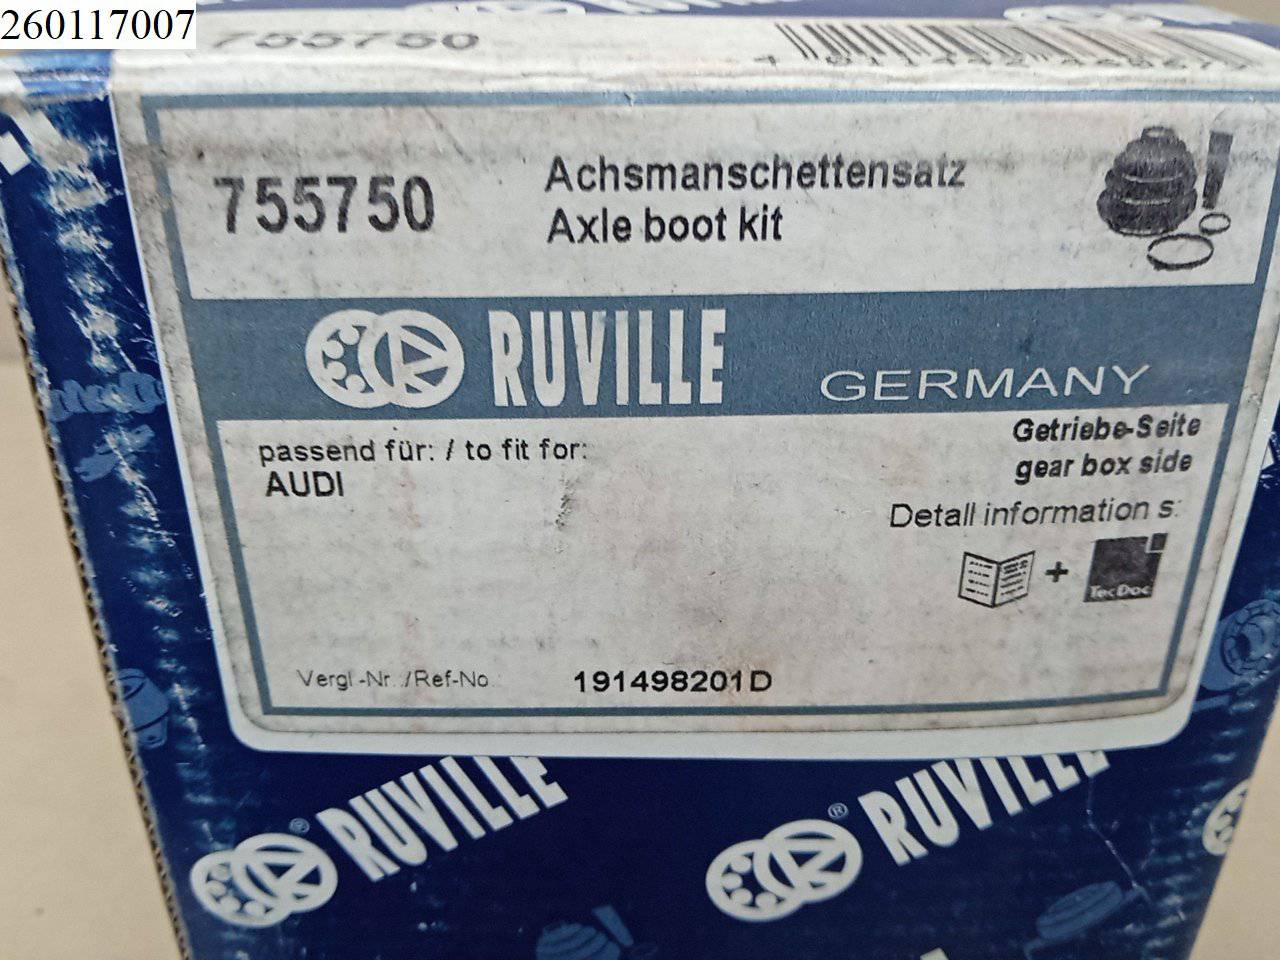 260117007
755750
755750
Achsmanschettensatz
Axle boot kit
RUVILLE
GERMANY
passend für: / to fit for:
AUDI
Getriebe-Seite
gear box side
Detail information s:
+
TecDoc
Vergl.-Nr. /Ref-No.:
191498201D
® RUVILLE
® RUVILLE